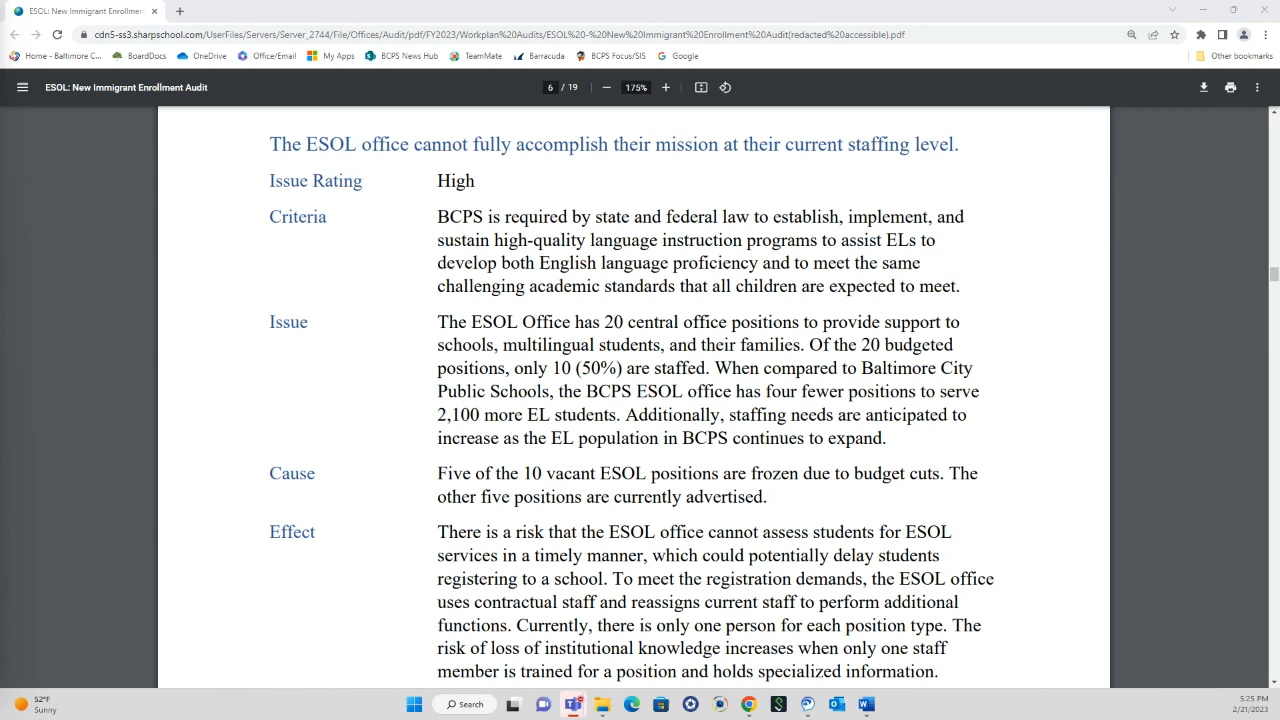 ESOL: New Immigrant Enrollment
cdn5-ss3.sharpschool.com/UserFiles/Servers/Server_2744/File/Offices/Audit/pdf/FY2023/Workplan%20Audits/ESOL%20-%20New%20Immigrant%20Enrollment%20Audit(redacted%20accessible).pdf
Home - Baltimore C... BoardDocs OneDrive Office/Email My Apps BCPS News Hub TeamMate Barracuda BCPS Focus/SIS Google Other bookmarks
ESOL: New Immigrant Enrollment Audit 6 / 19 175%
The ESOL office cannot fully accomplish their mission at their current staffing level.
Issue Rating High
Criteria BCPS is required by state and federal law to establish, implement, and
sustain high-quality language instruction programs to assist ELs to
develop both English language proficiency and to meet the same
challenging academic standards that all children are expected to meet.
Issue The ESOL Office has 20 central office positions to provide support to
schools, multilingual students, and their families. Of the 20 budgeted
positions, only 10 (50%) are staffed. When compared to Baltimore City
Public Schools, the BCPS ESOL office has four fewer positions to serve
2,100 more EL students. Additionally, staffing needs are anticipated to
increase as the EL population in BCPS continues to expand.
Cause Five of the 10 vacant ESOL positions are frozen due to budget cuts. The
other five positions are currently advertised.
Effect There is a risk that the ESOL office cannot assess students for ESOL
services in a timely manner, which could potentially delay students
registering to a school. To meet the registration demands, the ESOL office
uses contractual staff and reassigns current staff to perform additional
functions. Currently, there is only one person for each position type. The
risk of loss of institutional knowledge increases when only one staff
member is trained for a position and holds specialized information.
52°F
Sunny
Search
5:25 PM
2/21/2023